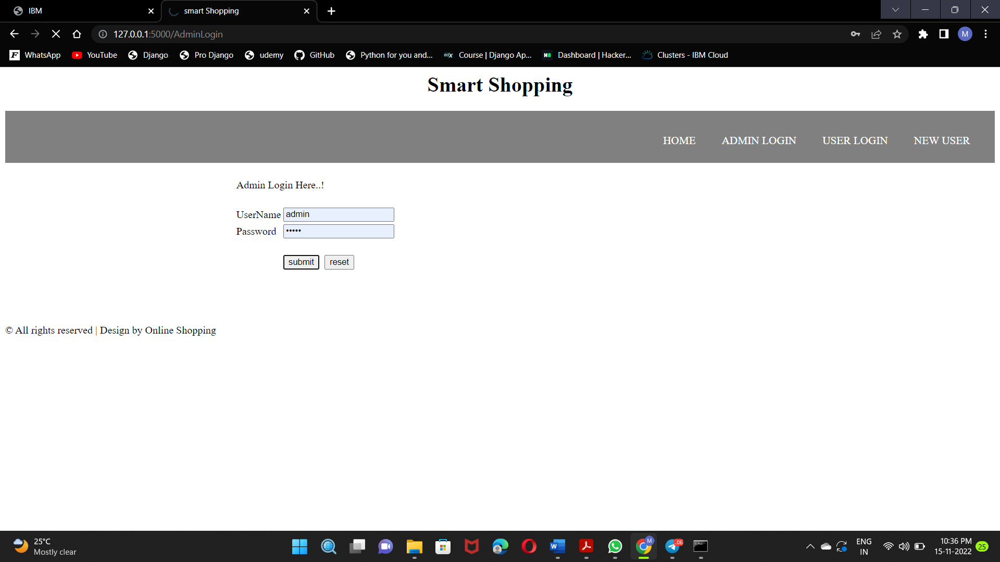 IBM
smart Shopping
127.0.0.1:5000/AdminLogin
M
WhatsApp
YouTube
Django
Pro Django
udemy
GitHub
Python for you and...
edX Course | Django Ap...
Dashboard | Hacker...
Clusters - IBM Cloud
Smart Shopping
HOME
ADMIN LOGIN
USER LOGIN
NEW USER
Admin Login Here..!
UserName admin
Password •••••
submit
reset
© All rights reserved | Design by Online Shopping
25°C
Mostly clear
ENG
IN
10:36 PM
15-11-2022
25